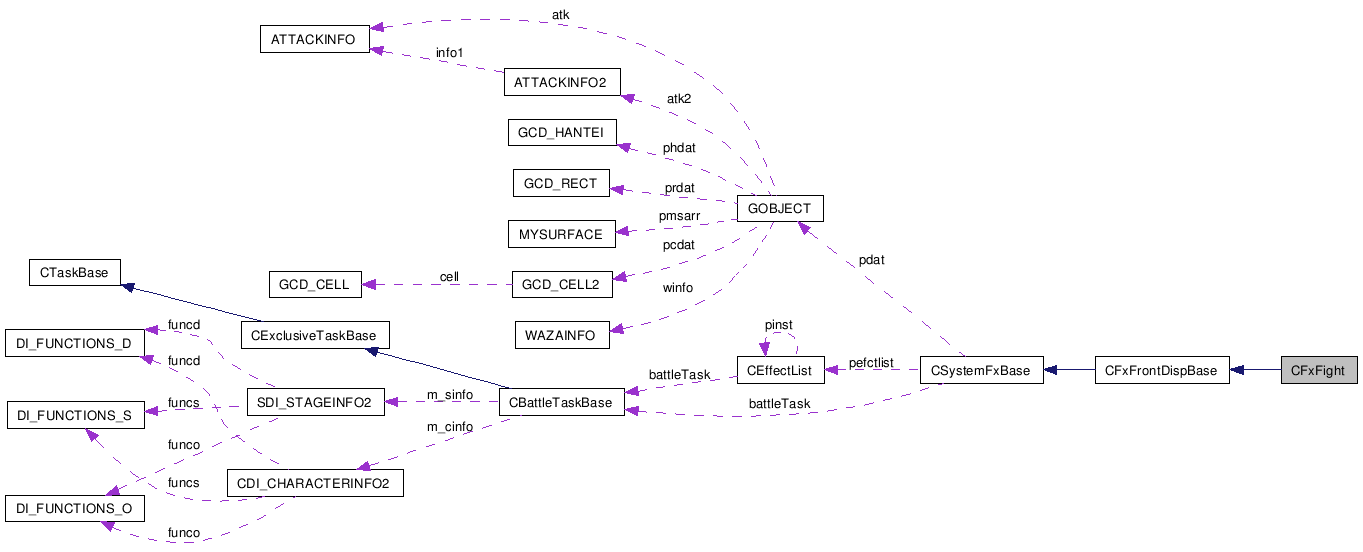 atk
ATTACKINFO
info1
ATTACKINFO2
atk2
GCD_HANTEI
phdat
GCD_RECT
prdat
GOBJECT
MYSURFACE
pmsarr
pcdat
pdat
CTaskBase
GCD_CELL
cell
GCD_CELL2
winfo
funcd
CExclusiveTaskBase
WAZAINFO
pinst
DI_FUNCTIONS_D
funcd
pefctlist
CEffectList
CSystemFxBase
CFxFrontDispBase
CFxFight
battleTask
funcs
SDI_STAGEINFO2
m_sinfo
CBattleTaskBase
battleTask
DI_FUNCTIONS_S
m_cinfo
funco
funcs
CDI_CHARACTERINFO2
DI_FUNCTIONS_O
funco